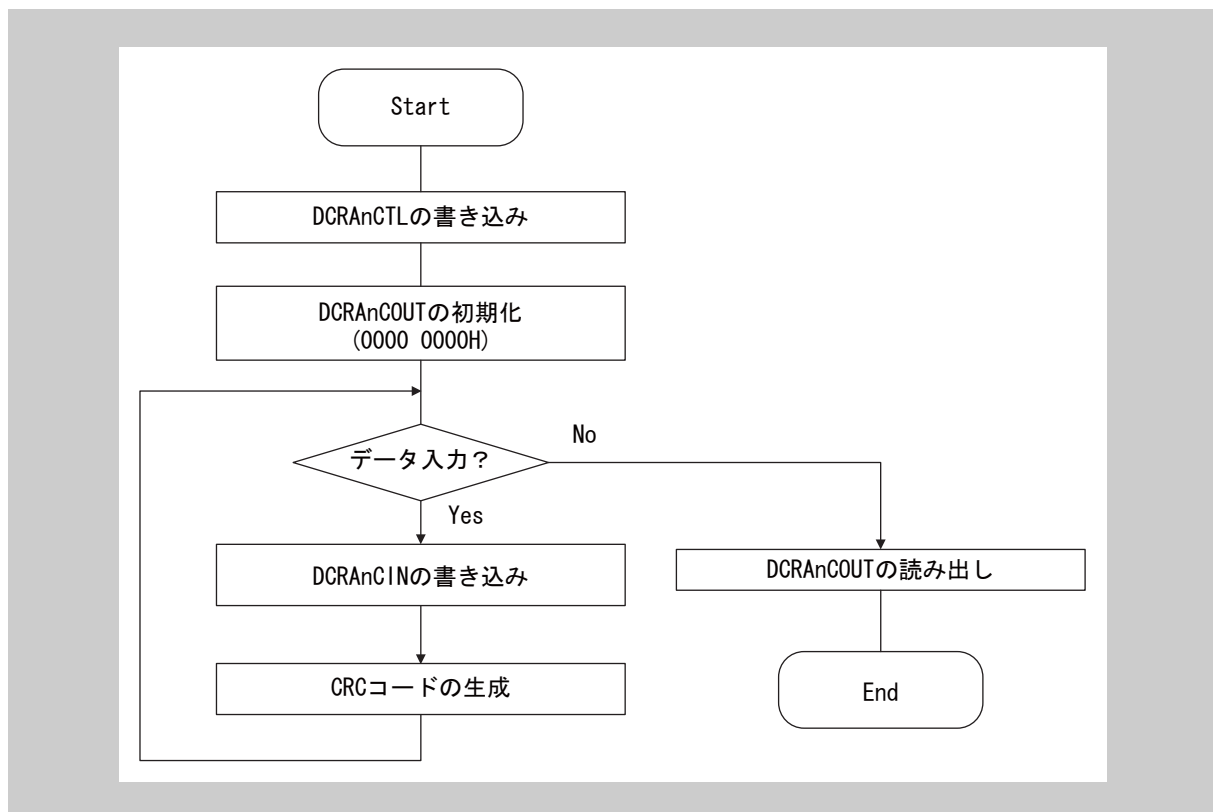 Start
DCRAnCTLの書き込み
DCRAnCOUTの初期化
(0000 0000H)
データ入力？
No
Yes
DCRAnCINの書き込み
CRCコードの生成
DCRAnCOUTの読み出し
End